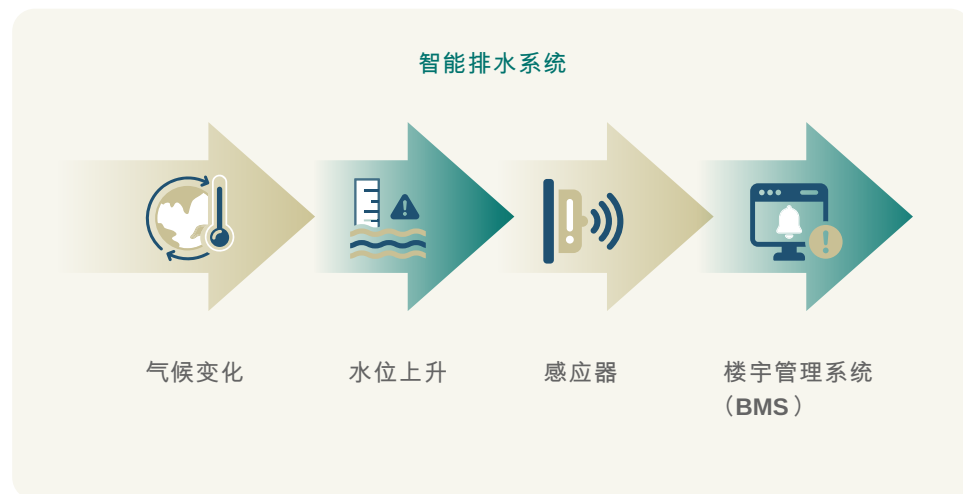 智能排水系统
气候变化
水位上升
感应器
楼宇管理系统
（BMS）